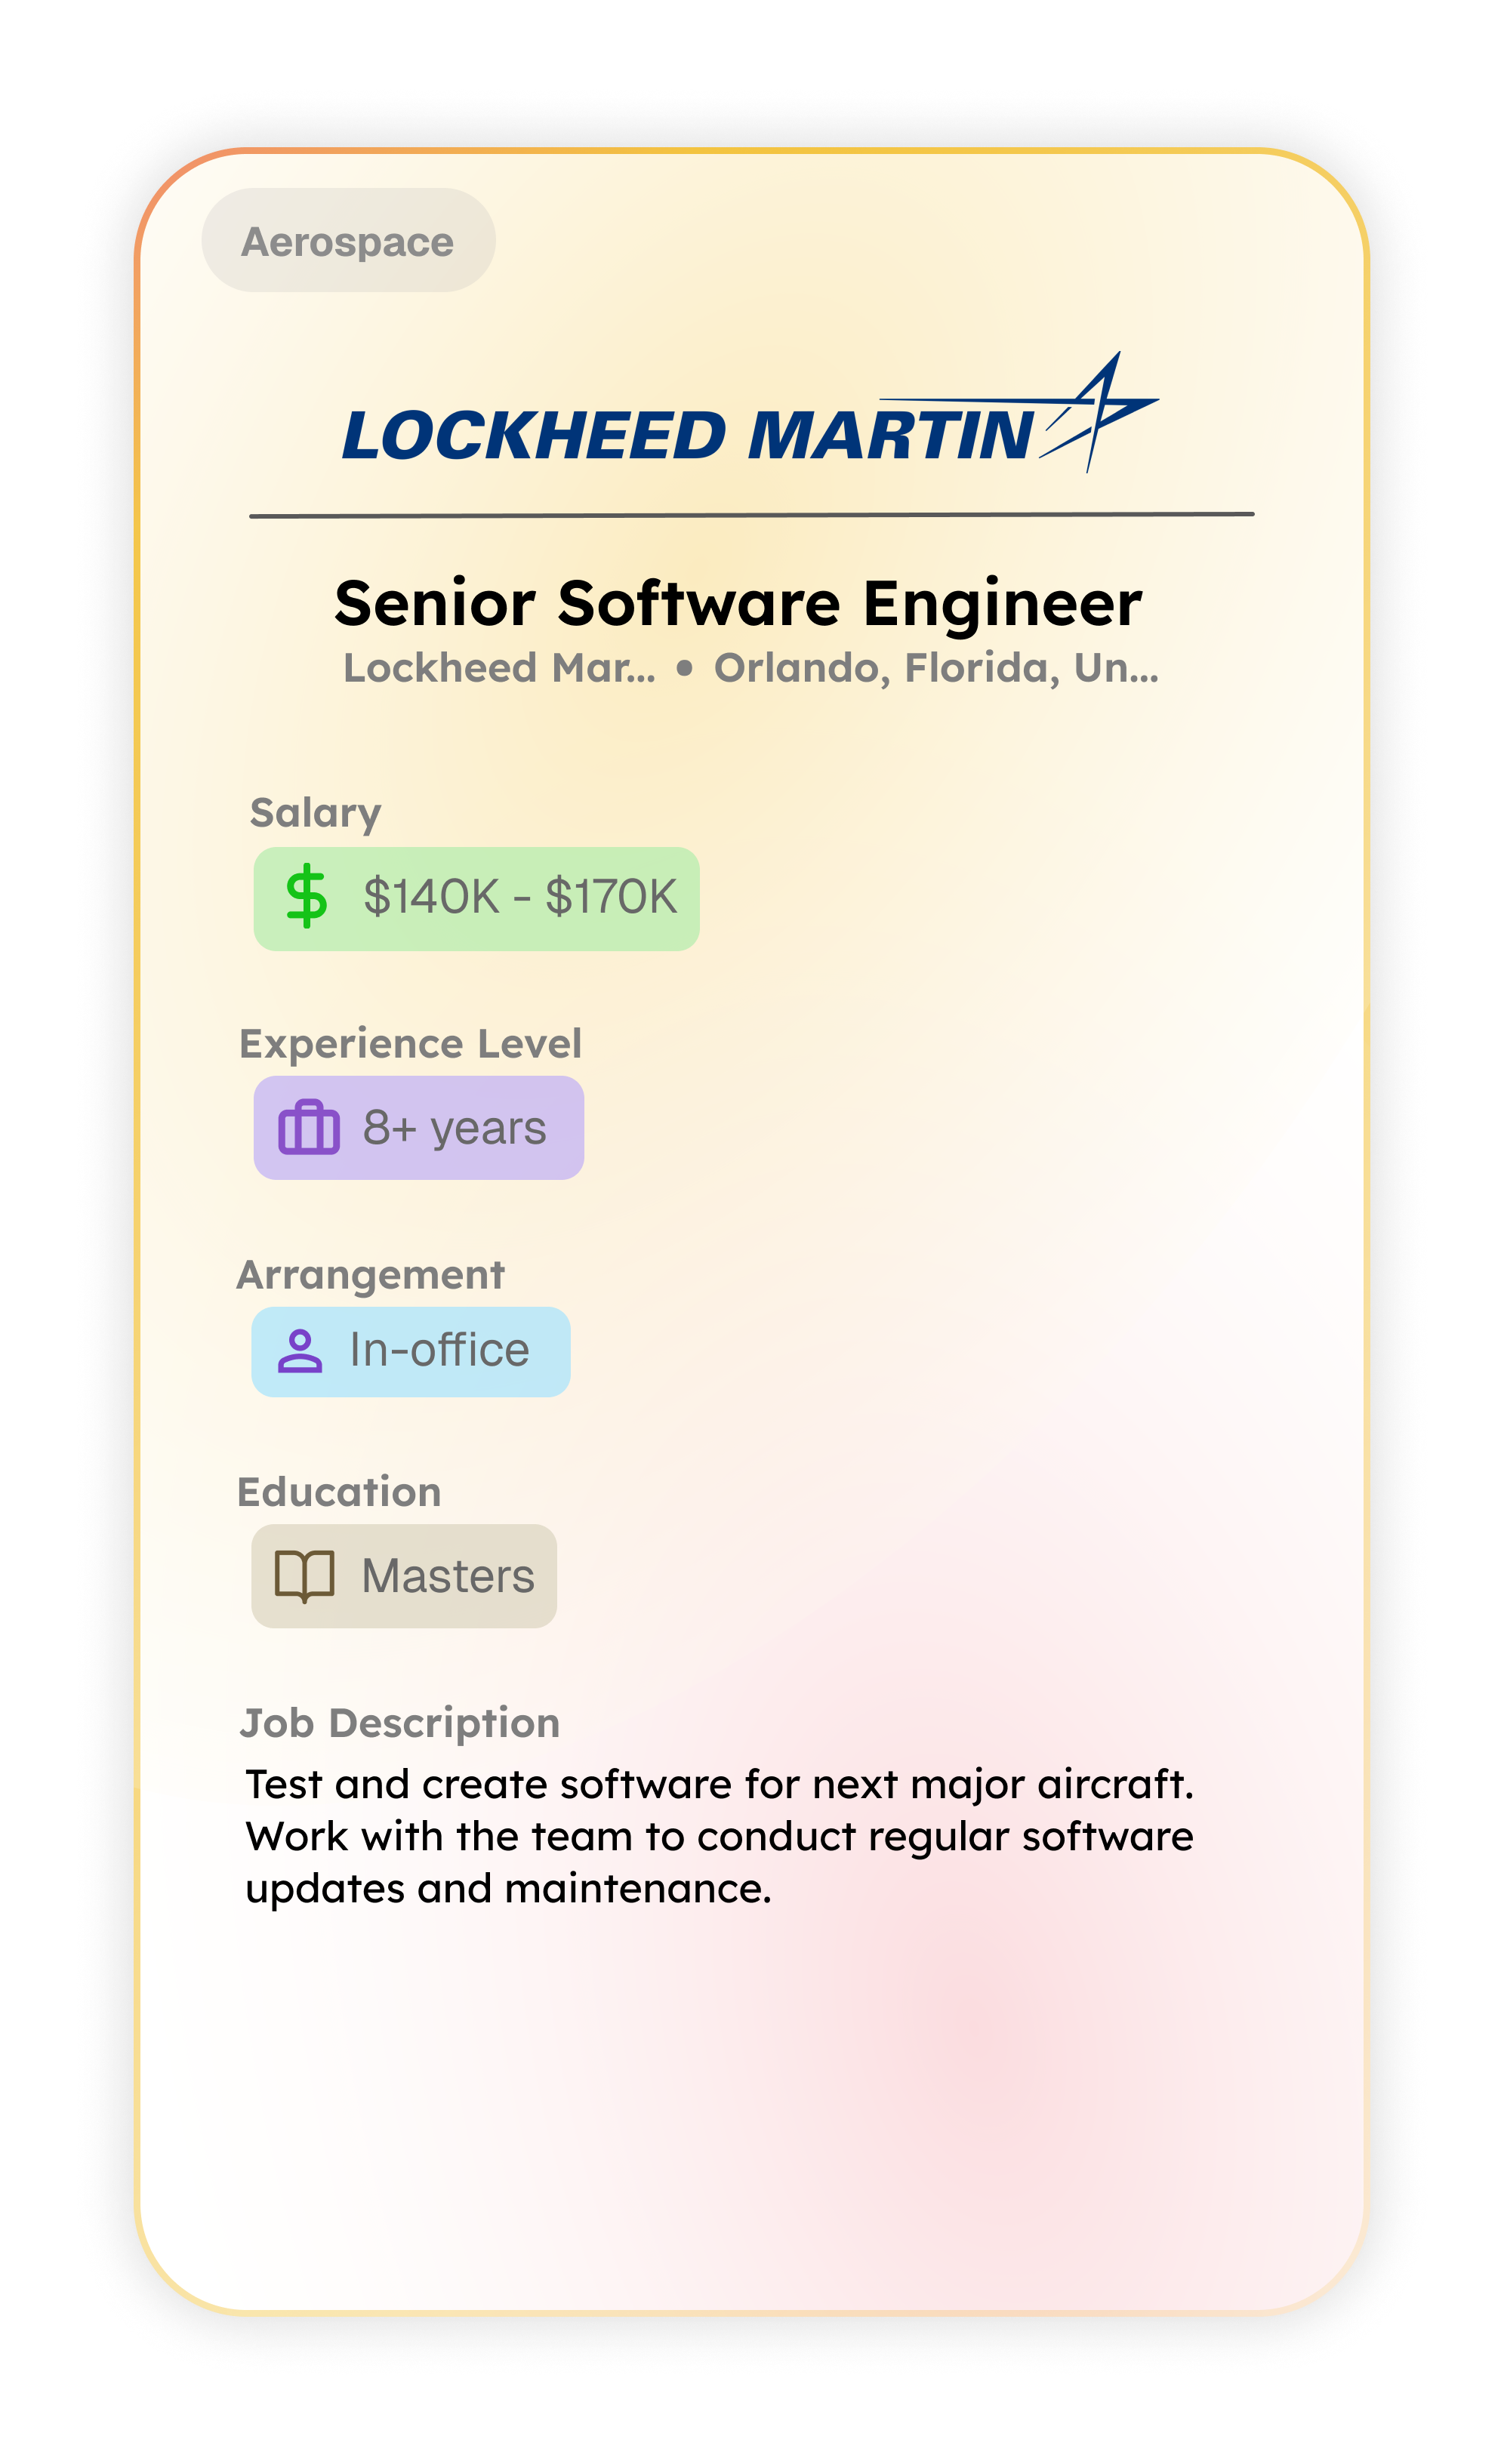 Aerospace
LOCKHEED MARTIN
Senior Software Engineer
Lockheed Mar... • Orlando, Florida, Un...
Salary
$140K - $170K
Experience Level
8+ years
Arrangement
In-office
Education
Masters
Job Description
Test and create software for next major aircraft.
Work with the team to conduct regular software
updates and maintenance.